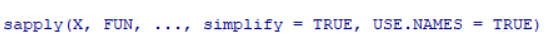 sapply(X, FUN, ..., simplify = TRUE, USE.NAMES = TRUE)